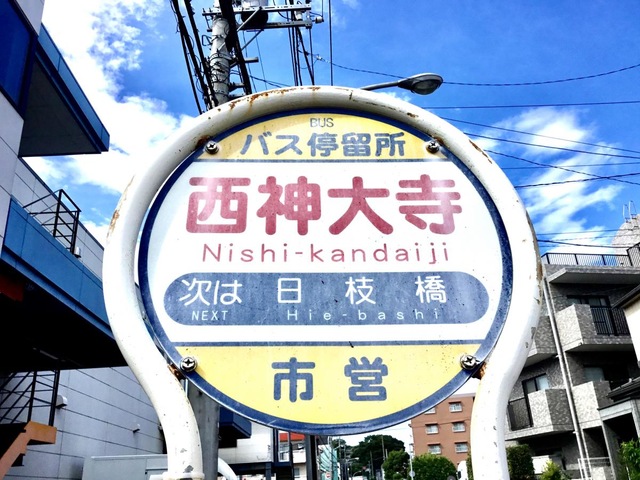 BUS
バス停留所
西神大寺
Nishi-kandaiji
次は 日枝橋
NEXT Hie-bashi
市営